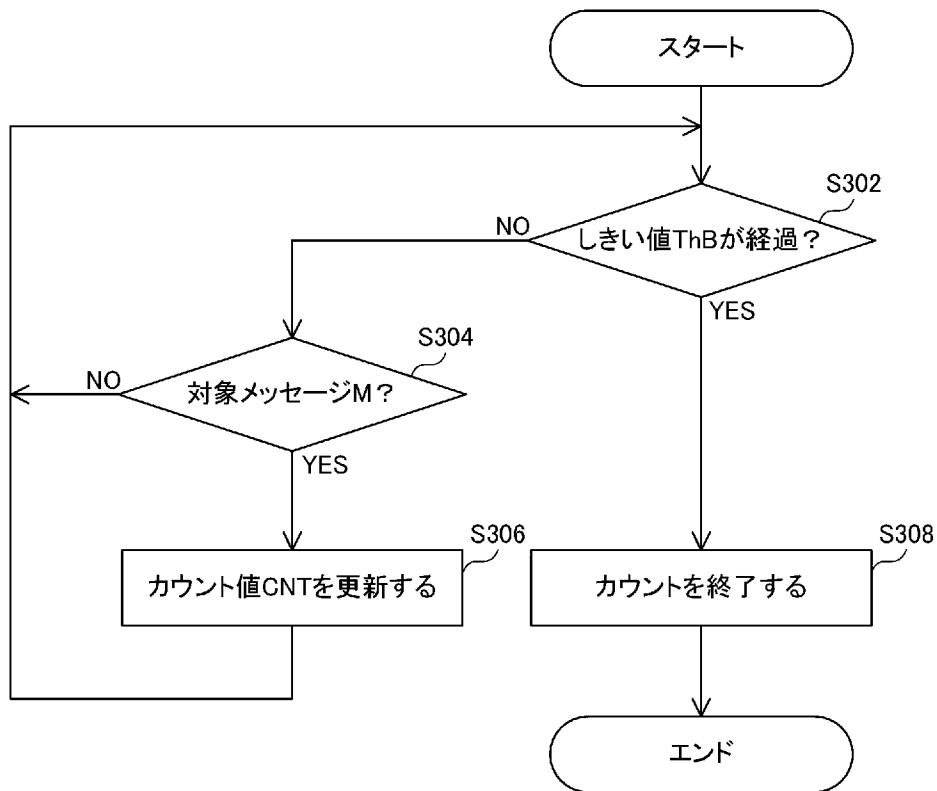 スタート
S302
NO
しきい値ThBが経過？
YES
S304
NO
対象メッセージM？
YES
S306
S308
カウント値CNTを更新する
カウントを終了する
エンド